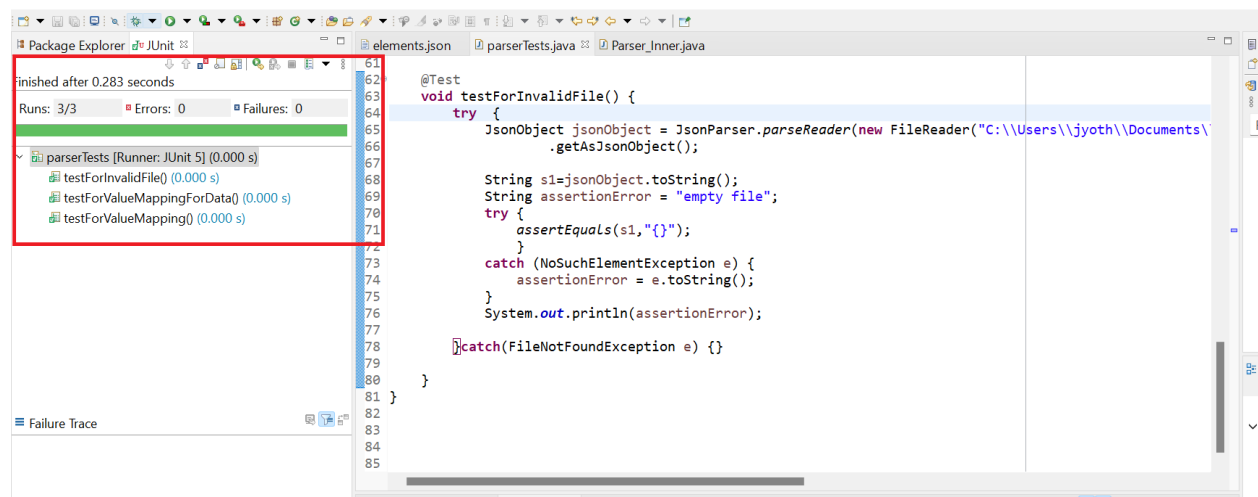 Package Explorer JUnit
Finished after 0.283 seconds
Runs: 3/3 Errors: 0 Failures: 0
parserTests [Runner: JUnit 5] (0.000 s)
testForInvalidFile() (0.000 s)
testForValueMappingForData() (0.000 s)
testForValueMapping() (0.000 s)
Failure Trace
elements.json parserTests.java Parser_Inner.java
61
62 @Test
63 void testForInvalidFile() {
64 try {
65 JsonObject jsonObject = JsonParser.parseReader(new FileReader("C:\\Users\\jyoth\\Documents\
66 .getAsJsonObject();
67
68 String s1=jsonObject.toString();
69 String assertionError = "empty file";
70 try {
71 assertEquals(s1,"{}");
72 }
73 catch (NoSuchElementException e) {
74 assertionError = e.toString();
75 }
76 System.out.println(assertionError);
77
78 }catch(FileNotFoundException e) {}
79
80 }
81 }
82
83
84
85